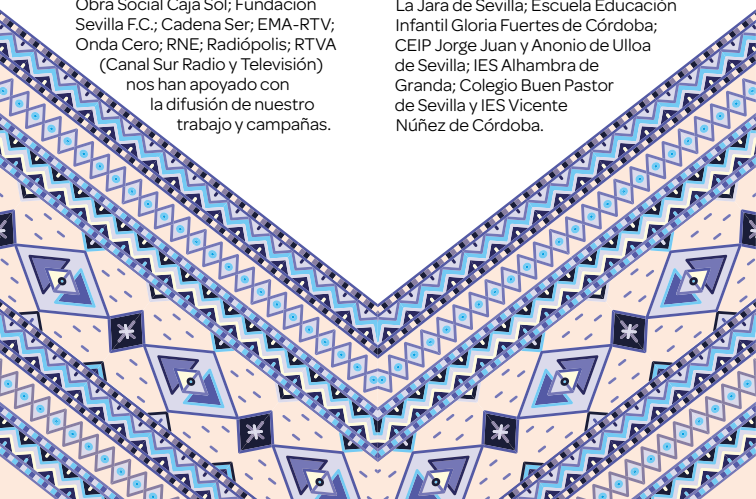 Obra Social Caja Sol; Fundación
Sevilla F.C.; Cadena Ser; EMA-RTV;
Onda Cero; RNE; Radiópolis; RTVA
(Canal Sur Radio y Televisión)
nos han apoyado con
la difusión de nuestro
trabajo y campañas.
La Jara de Sevilla; Escuela Educación
Infantil Gloria Fuertes de Córdoba;
CEIP Jorge Juan y Anonio de Ulloa
de Sevilla; IES Alhambra de
Granda; Colegio Buen Pastor
de Sevilla y IES Vicente
Núñez de Córdoba.